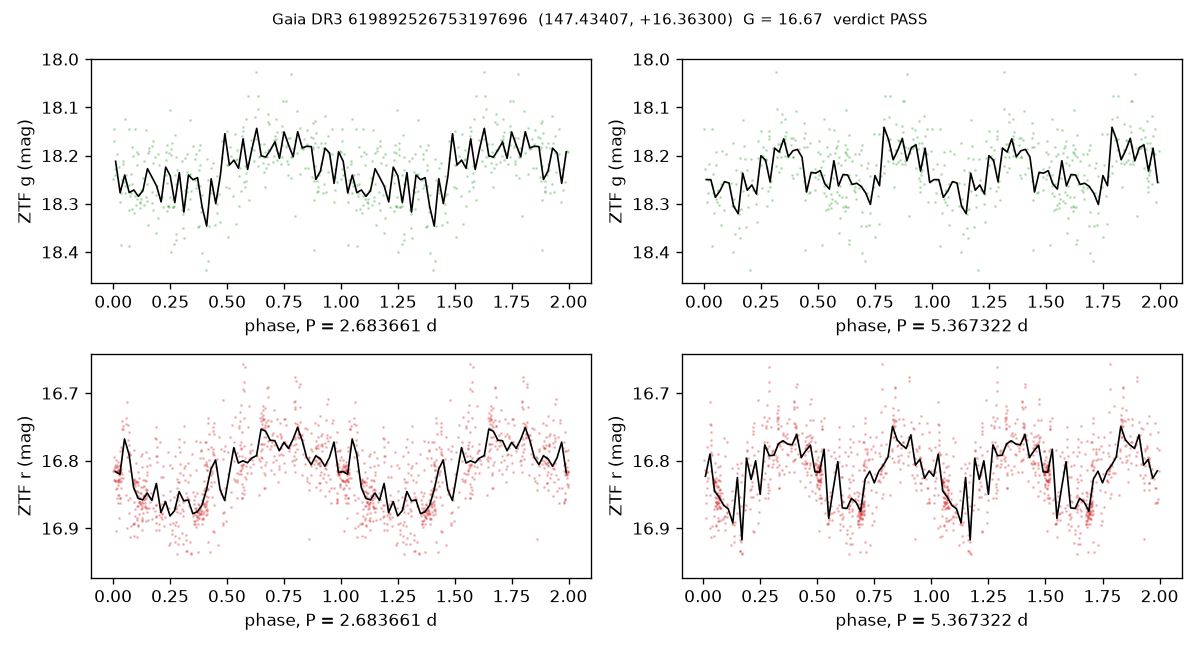 Gaia DR3 619892526753197696 (147.43407, +16.36300) G = 16.67 verdict PASS
ZTF g (mag)
18.0
18.1
18.2
18.3
18.4
0.00 0.25 0.50 0.75 1.00 1.25 1.50 1.75 2.00
phase, P = 2.683661 d
ZTF g (mag)
18.0
18.1
18.2
18.3
18.4
0.00 0.25 0.50 0.75 1.00 1.25 1.50 1.75 2.00
phase, P = 5.367322 d
ZTF r (mag)
16.7
16.8
16.9
0.00 0.25 0.50 0.75 1.00 1.25 1.50 1.75 2.00
phase, P = 2.683661 d
ZTF r (mag)
16.7
16.8
16.9
0.00 0.25 0.50 0.75 1.00 1.25 1.50 1.75 2.00
phase, P = 5.367322 d